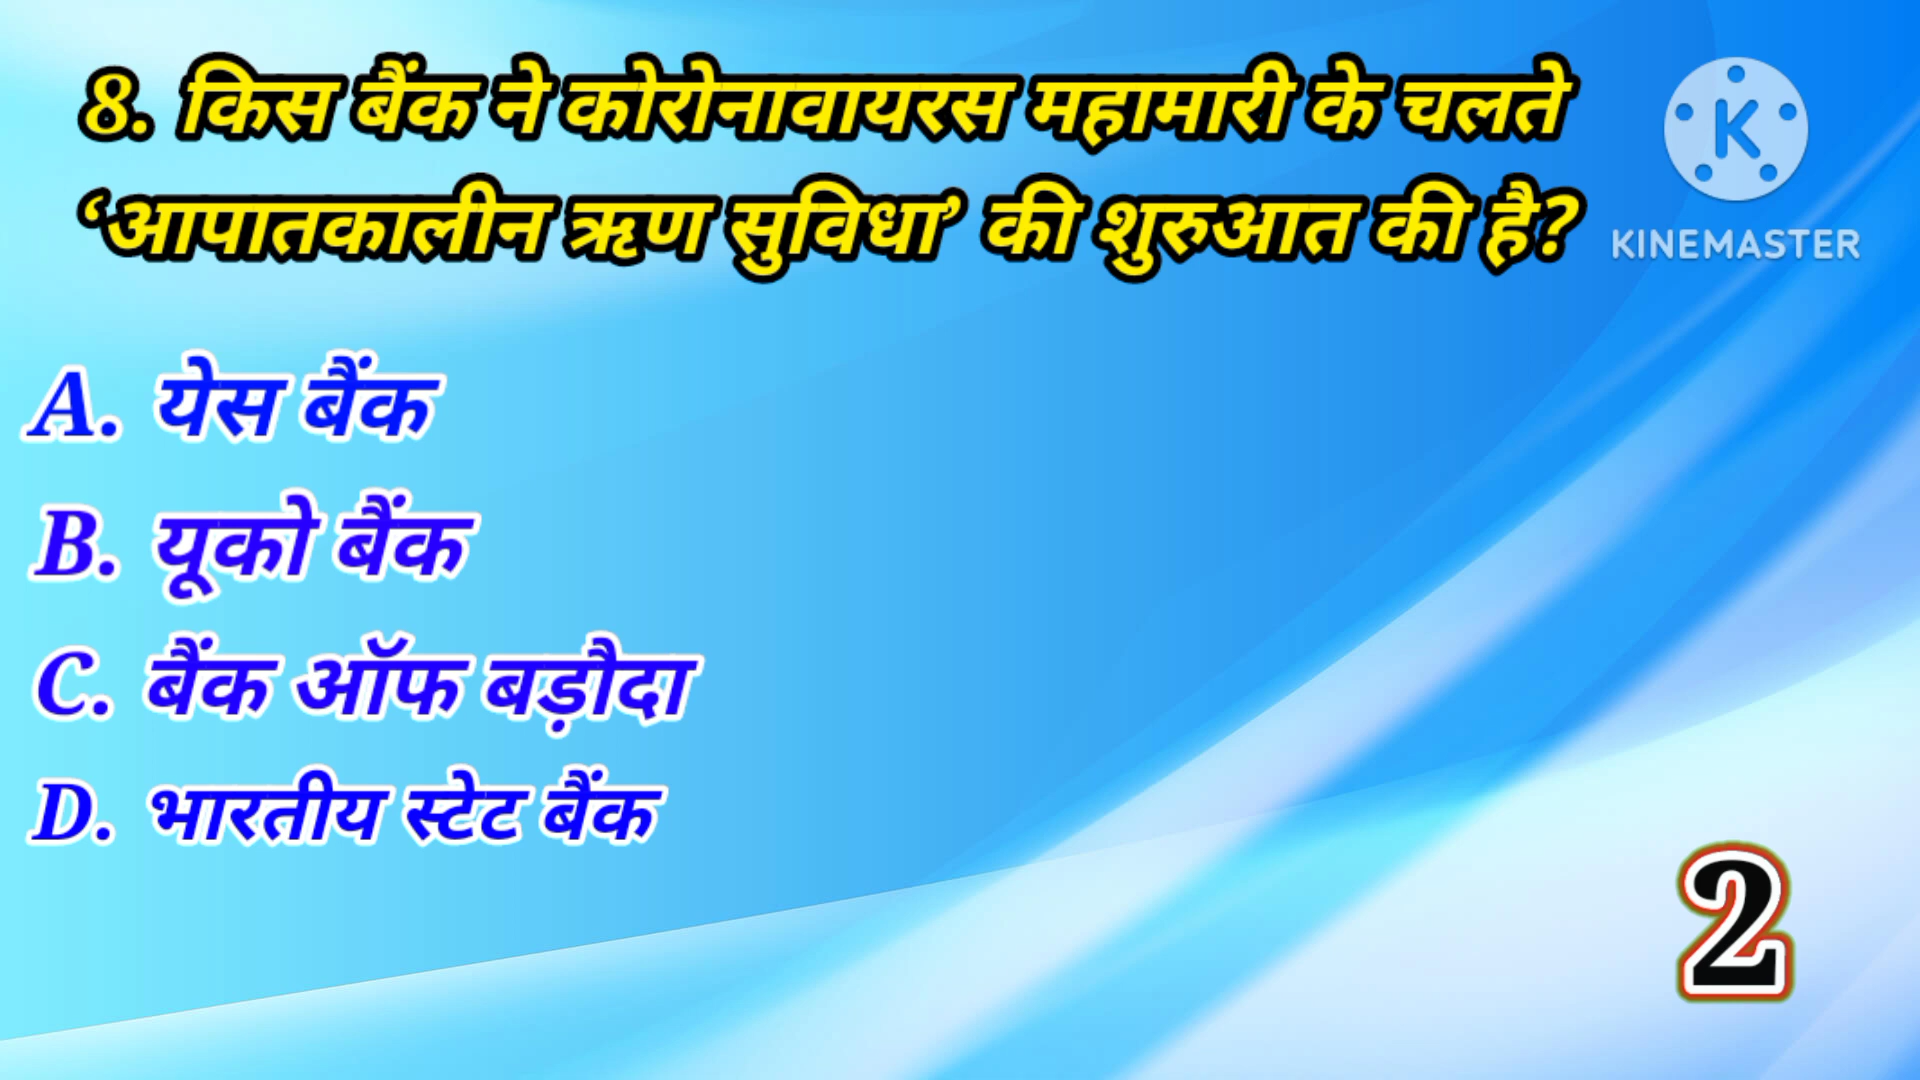 8. किस बैंक ने कोरोनावायरस महामारी के चलते
‘आपातकालीन ऋण सुविधा’ की शुरुआत की है?
KINEMASTER
A. येस बैंक
B. यूको बैंक
C. बैंक ऑफ बड़ौदा
D. भारतीय स्टेट बैंक
2